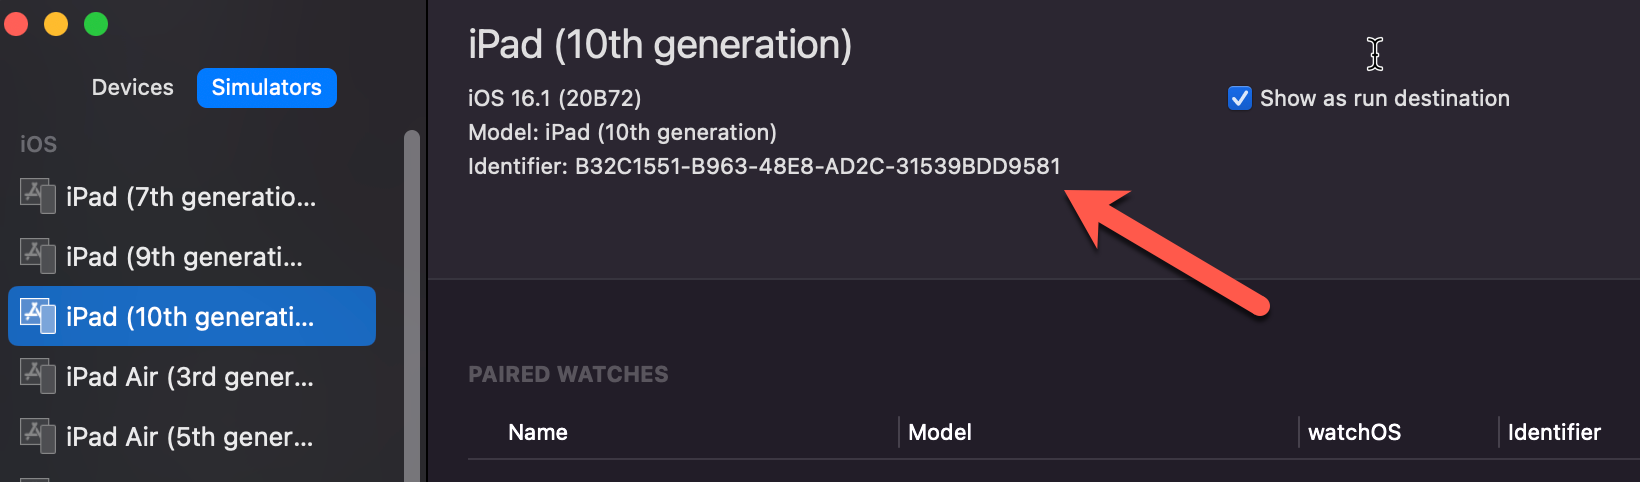 Devices Simulators
iOS
iPad (7th generatio...
iPad (9th generati...
iPad (10th generati...
iPad Air (3rd gener...
iPad Air (5th gener...
iPad (10th generation)
iOS 16.1 (20B72)
Model: iPad (10th generation)
Identifier: B32C1551-B963-48E8-AD2C-31539BDD9581
Show as run destination
PAIRED WATCHES
Name Model watchOS Identifier